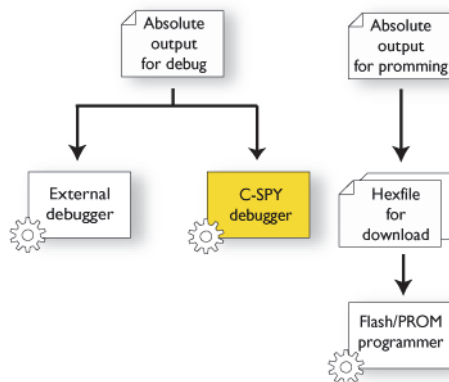 Absolute
output
for debug
Absolute
output
for promming
External
debugger
C-SPY
debugger
Hexfile
for
download
Flash/PROM
programmer